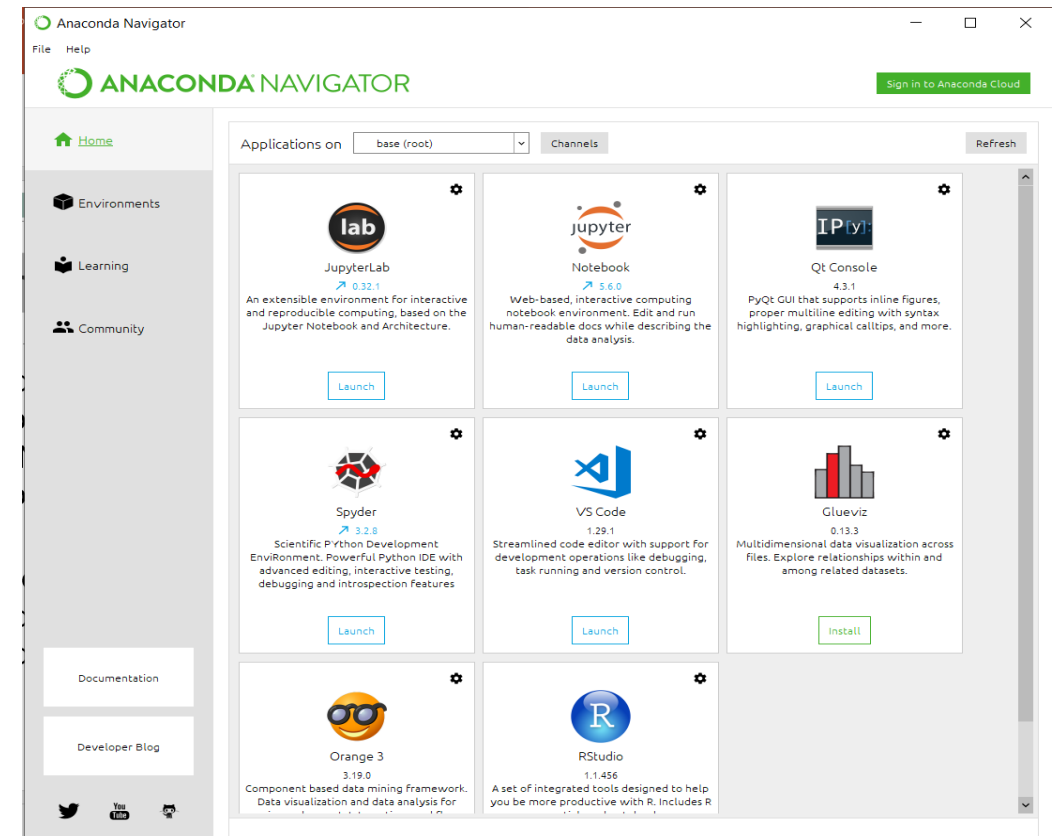 Anaconda Navigator
File Help
ANACONDA NAVIGATOR
Sign in to Anaconda Cloud
Home
Environments
Learning
Community
Documentation
Developer Blog
You
Tube
Applications on base (root) Channels Refresh
lab
JupyterLab
0.32.1
An extensible environment for interactive
and reproducible computing, based on the
Jupyter Notebook and Architecture.
Launch
jupyter
Notebook
5.6.0
Web-based, interactive computing
notebook environment. Edit and run
human-readable docs while describing the
data analysis.
Launch
IP[y]:
Qt Console
4.3.1
PyQt GUI that supports inline figures,
proper multiline editing with syntax
highlighting, graphical calltips, and more.
Launch
Spyder
3.2.8
Scientific PYthon Development
EnviRonment. Powerful Python IDE with
advanced editing, interactive testing,
debugging and introspection features
Launch
VS Code
1.29.1
Streamlined code editor with support for
development operations like debugging,
task running and version control.
Launch
Glueviz
0.13.3
Multidimensional data visualization across
files. Explore relationships within and
among related datasets.
Install
Orange 3
3.19.0
Component based data mining framework.
Data visualization and data analysis for
R
RStudio
1.1.456
A set of integrated tools designed to help
you be more productive with R. Includes R